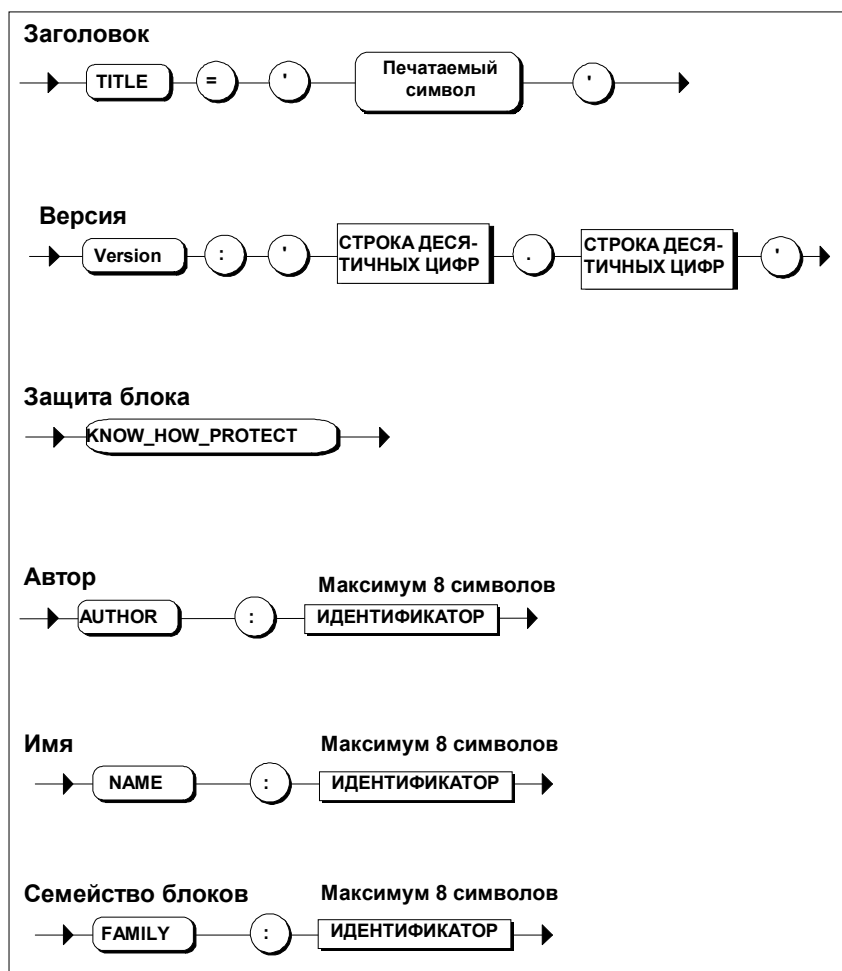 Заголовок
TITLE = ' Печатаемый символ '
Версия
Version : ' СТРОКА ДЕСЯ-ТИЧНЫХ ЦИФР . СТРОКА ДЕСЯ-ТИЧНЫХ ЦИФР '
Защита блока
KNOW_HOW_PROTECT
Автор
Максимум 8 символов
AUTHOR : ИДЕНТИФИКАТОР
Имя
Максимум 8 символов
NAME : ИДЕНТИФИКАТОР
Семейство блоков
Максимум 8 символов
FAMILY : ИДЕНТИФИКАТОР